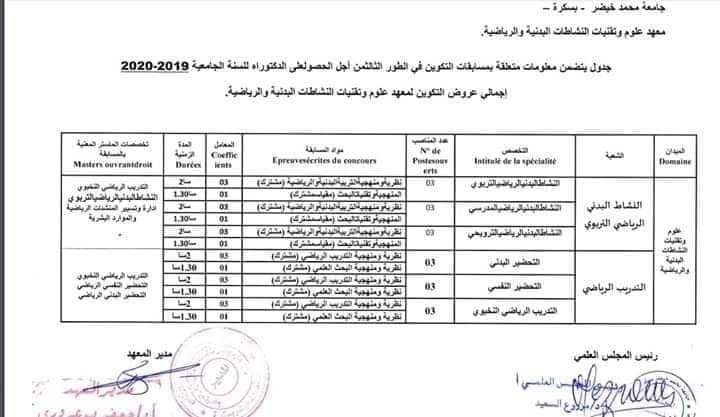 جامعة محمد خيضر – بسكرة –
معهد علوم وتقنيات النشاطات البدنية والرياضية.
جدول يتضمن معلومات متعلقة بمسابقات التكوين في الطور الثالثمن أجل الحصولعلى الدكتوراه للسنة الجامعية 2019-2020
إجمالي عروض التكوين لمعهد علوم وتقنيات النشاطات البدنية والرياضية.
الميدان Domaine
الشعبة
التخصص Intitulé de la spécialité
عدد المناصب N° de Postesouverts
مواد المسابقة Epreuvesécrites du concours
المعامل Coefficients
المدة الزمنية Durées
تخصصات الماستر المعنية بالمسابقة Masters ouvrantdroit
علوم وتقنيات النشاطات البدنية والرياضية
النشاط البدني الرياضي التربوي
النشاطالبدنيالرياضيالتربوي
03
نظريةومنهجيةالتربيةالبدنيةوالرياضية (مشترك)
03
2سا
المنهجيةوتقنياتالبحث (مقياسمشترك)
01
1.30سا
النشاطالبدنيالرياضيالمدرسي
03
نظريةومنهجيةالتربيةالبدنيةوالرياضية (مشترك)
03
2سا
المنهجيةوتقنياتالبحث (مقياسمشترك)
01
1.30سا
النشاطالبدنيالرياضيالترويحي
03
نظريةومنهجيةالتربيةالبدنيةوالرياضية (مشترك)
03
2سا
المنهجيةوتقنياتالبحث (مقياسمشترك)
01
1.30سا
التدريب الرياضي النخبوي
النشاطالبدنيالرياضيالتربوي
ادارة وتسيير المنشآت الرياضية
والموارد البشرية
التدريب الرياضي
التحضير البدني
03
نظرية ومنهجية التدريب الرياضي (مشترك)
03
2سا
نظرية ومنهجية البحث العلمي (مشترك)
01
1.30سا
التحضير النفسي
03
نظرية ومنهجية التدريب الرياضي (مشترك)
03
2سا
نظرية ومنهجية البحث العلمي (مشترك)
01
1.30سا
التدريب الرياضي النخبوي
03
نظرية ومنهجية التدريب الرياضي (مشترك)
03
2سا
نظرية ومنهجية البحث العلمي (مشترك)
01
1.30سا
التدريب الرياضي النخبوي
التحضير النفسي الرياضي
التحضير البدني الرياضي
رئيس المجلس العلمي
مدير المعهد
مدير المعهد